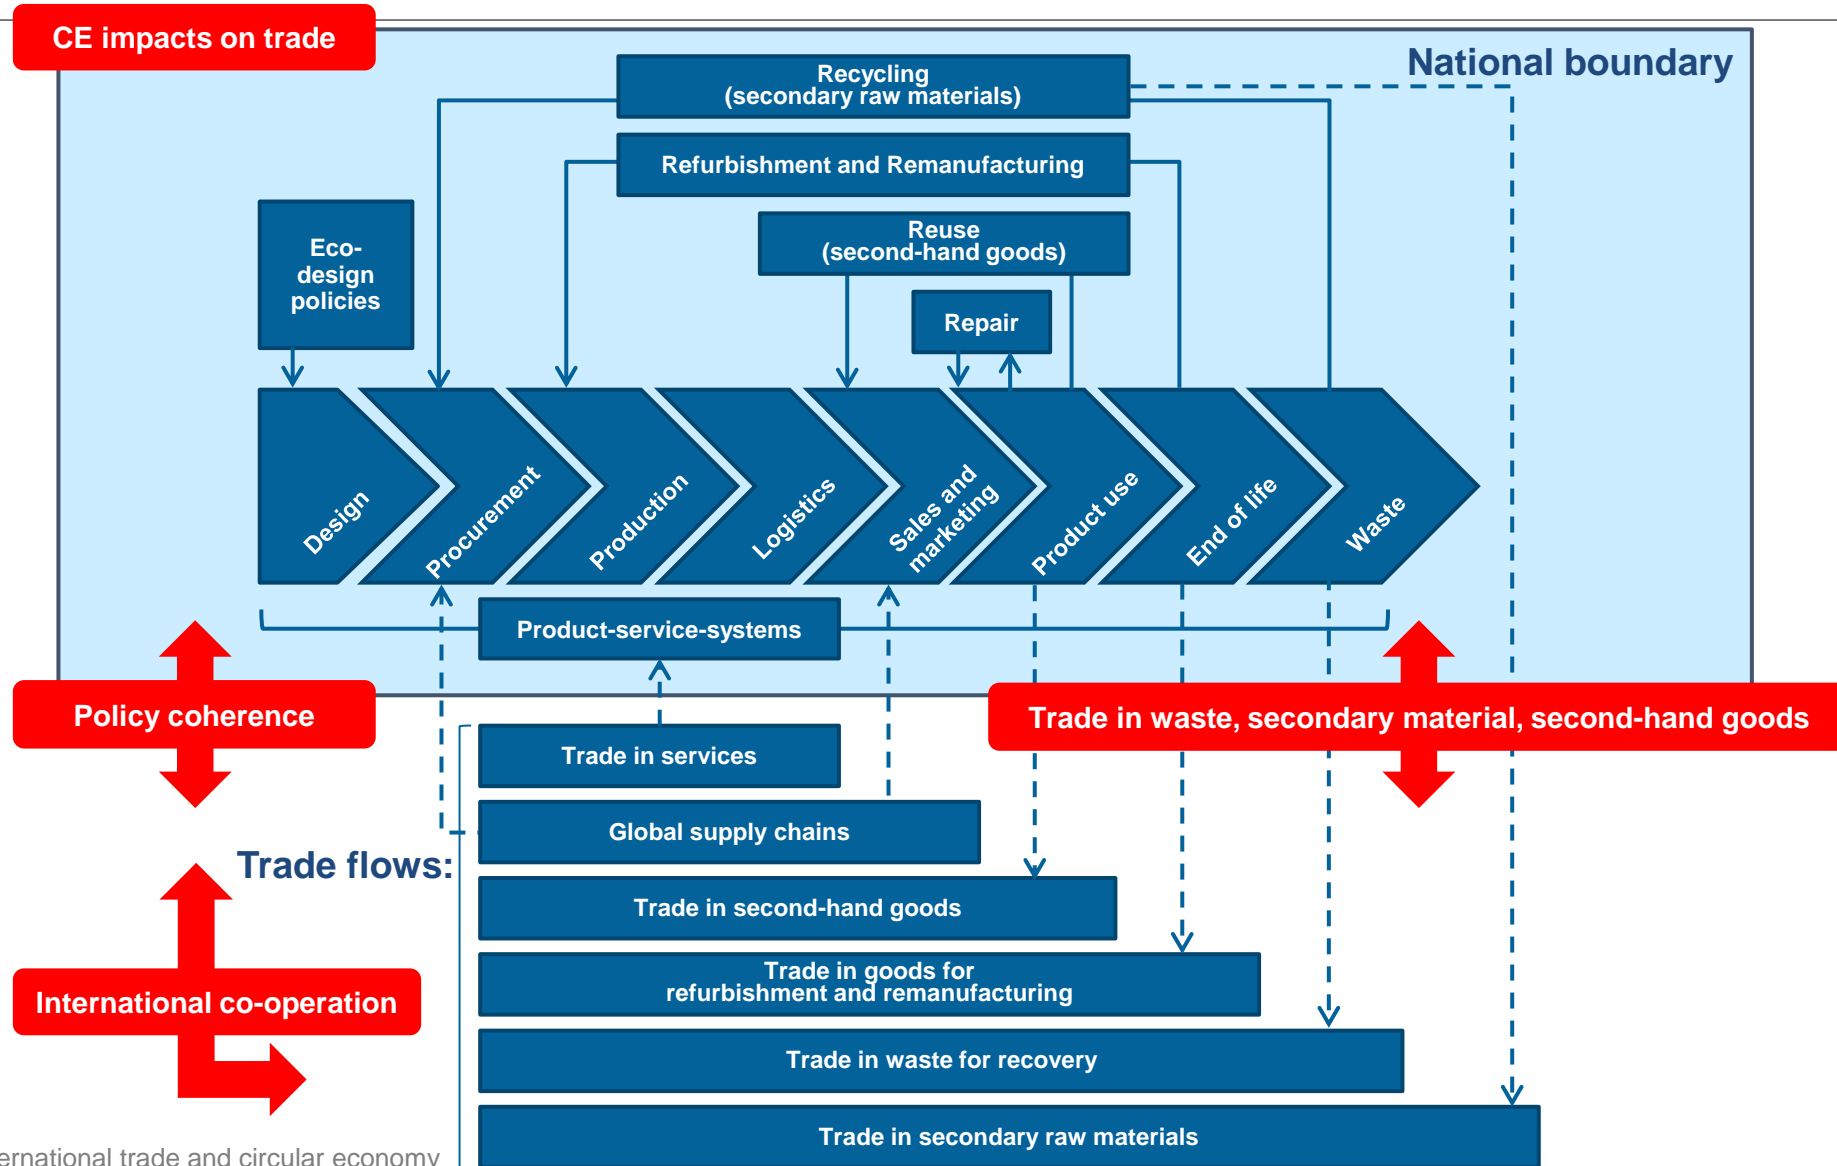 CE impacts on trade
National boundary
Recycling
(secondary raw materials)
Refurbishment and Remanufacturing
Reuse
(second-hand goods)
Eco-
design
policies
Repair
Design
Procurement
Production
Logistics
Sales and
marketing
Product use
End of life
Waste
Product-service-systems
Policy coherence
Trade in waste, secondary material, second-hand goods
Trade in services
Global supply chains
Trade flows:
Trade in second-hand goods
Trade in goods for
refurbishment and remanufacturing
International co-operation
Trade in waste for recovery
Trade in secondary raw materials
ernational trade and circular economy